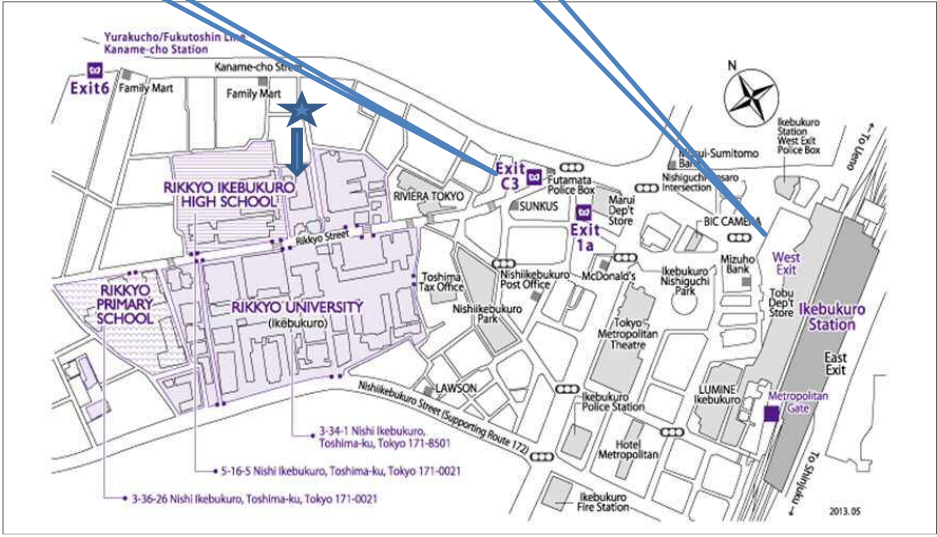 Yurakucho/Fukutoshin Line
Kaname-cho Station
Exit6
Family Mart
Kaname-cho Street
Family Mart
N
Ikebukuro
Station
West Exit
Police Box
→ To Ueno
Mitsui-Sumitomo
Bank
Nishiguchi Gosaro
Intersection
Exit
C3
Futamata
Police Box
SUNKUS
Marui
Dep't
Store
BIC CAMERA
RIKKYO IKEBUKURO
HIGH SCHOOL
RIVIERA TOKYO
Exit
1a
Rikkyo Street
West
Exit
Mizuho
Bank
McDonald's
Nishiikebukuro
Post Office
Toshima
Tax Office
Ikebukuro
Nishiguchi
Park
Tobu Dep't
Store
Ikebukuro
Station
RIKKYO
PRIMARY
SCHOOL
RIKKYO UNIVERSITY
(Ikebukuro)
Nishiikebukuro
Park
Tokyo
Metropolitan
Theatre
East
Exit
LAWSON
LUMINE
Ikebukuro
Metropolitan
Gate
Nishiikebukuro Street (Supporting Route 172)
Ikebukuro
Police Station
3-34-1 Nishi Ikebukuro,
Toshima-ku, Tokyo 171-8501
Hotel
Metropolitan
5-16-5 Nishi Ikebukuro, Toshima-ku, Tokyo 171-0021
To Shinjuku →
3-36-26 Nishi Ikebukuro, Toshima-ku, Tokyo 171-0021
Ikebukuro
Fire Station
2013.05